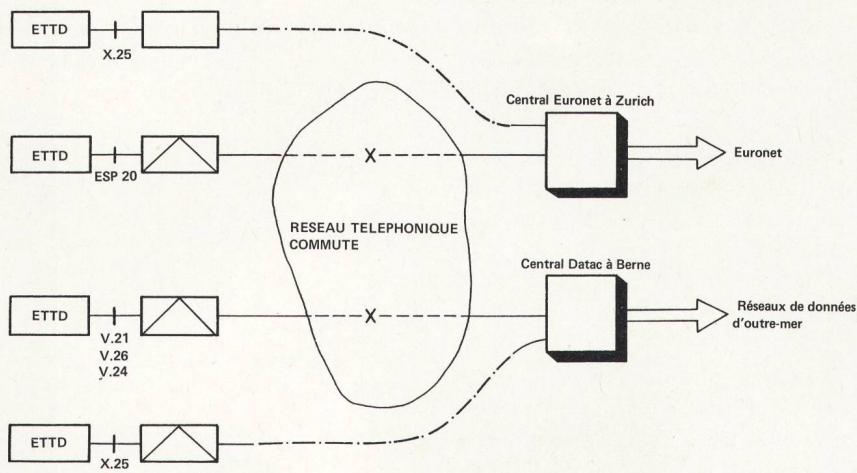 ETTD
X.25
Central Euronet à Zurich
ETTD
ESP 20
X
Euronet
RESEAU TELEPHONIQUE
COMMUTE
Central Datac à Berne
ETTD
V.21
V.26
V.24
X
Réseaux de données
d'outre-mer
ETTD
X.25